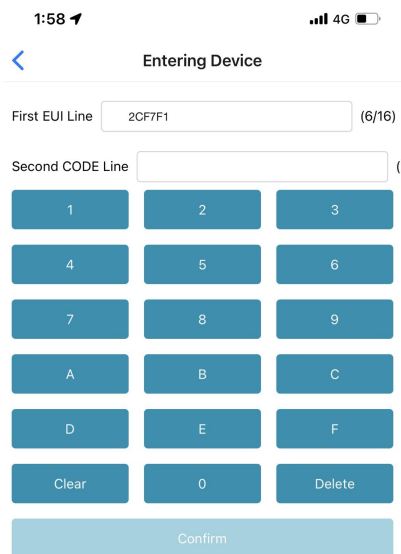 1:58 4G
Entering Device
First EUI Line 2CF7F1 (6/16)
Second CODE Line (
1 2 3
4 5 6
7 8 9
A B C
D E F
Clear 0 Delete
Confirm